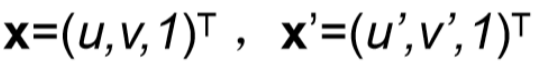 x=(u,v,1)ᵀ , x'=(u',v',1)ᵀ